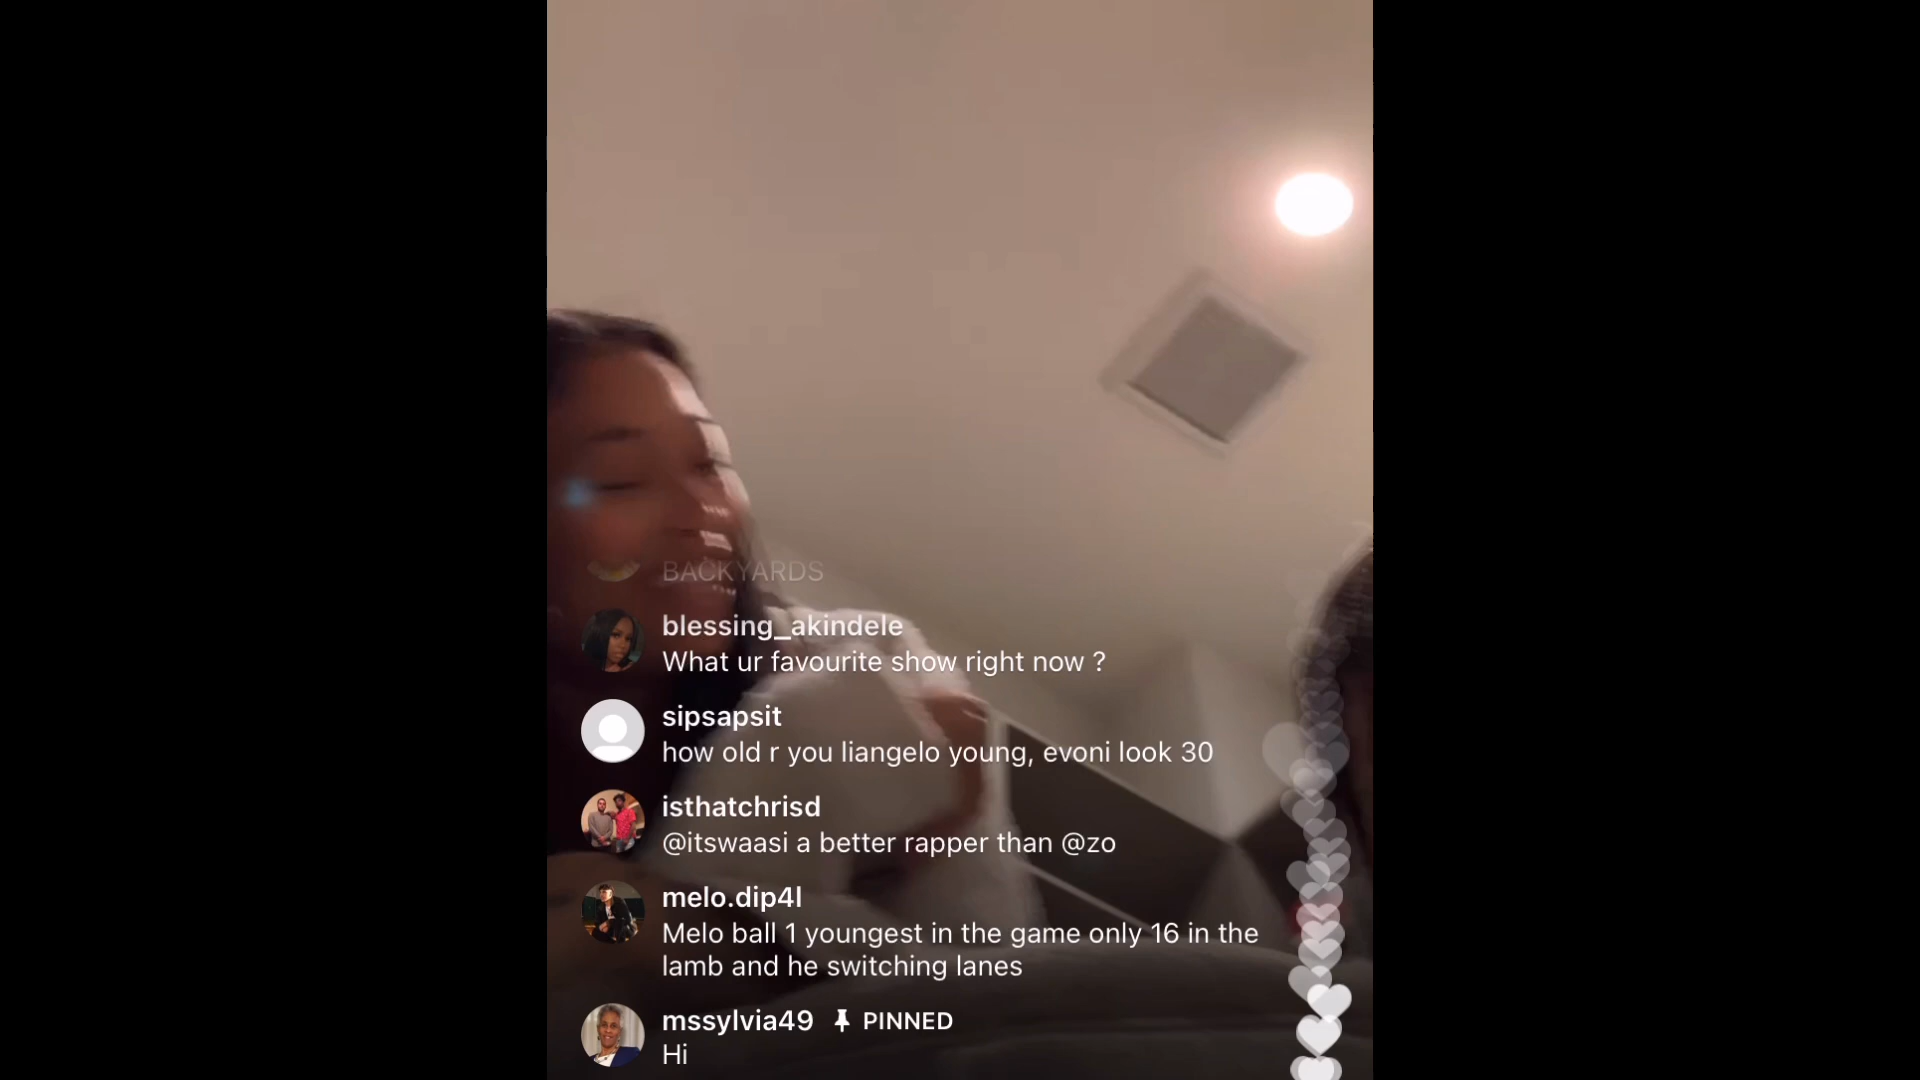 BACKYARDS
blessing_akindele
What ur favourite show right now ?
sipsapsit
how old r you liangelo young, evoni look 30
isthatchrisd
@itswaasi a better rapper than @zo
melo.dip4l
Melo ball 1 youngest in the game only 16 in the
lamb and he switching lanes
mssylvia49 PINNED
Hi